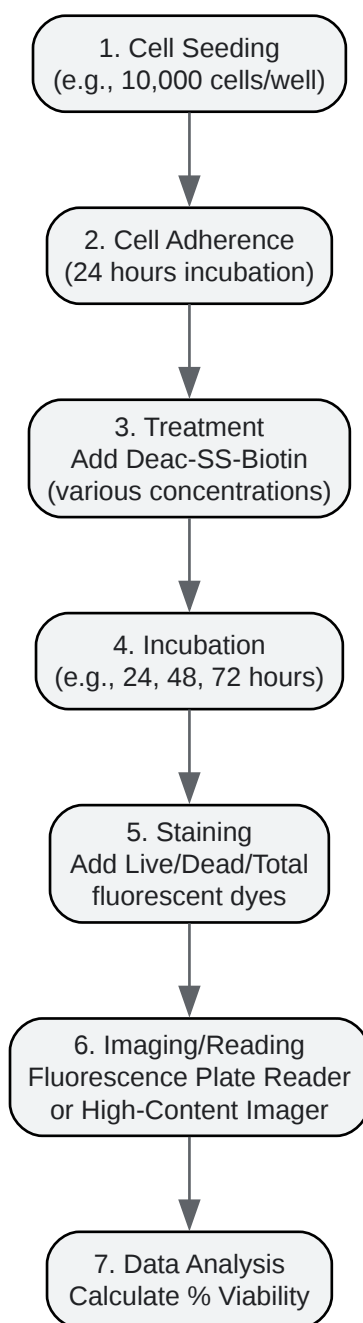 1. Cell Seeding
(e.g., 10,000 cells/well)
2. Cell Adherence
(24 hours incubation)
3. Treatment
Add Deac-SS-Biotin
(various concentrations)
4. Incubation
(e.g., 24, 48, 72 hours)
5. Staining
Add Live/Dead/Total
fluorescent dyes
6. Imaging/Reading
Fluorescence Plate Reader
or High-Content Imager
7. Data Analysis
Calculate % Viability